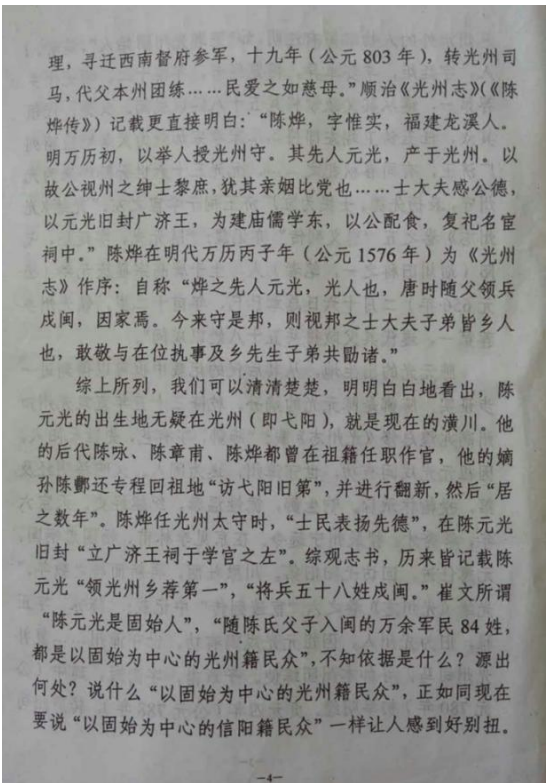 理，寻迁西南督府参军，十九年（公元 803 年），转光州司
马，代父本州团练……民爱之如慈母。”顺治《光州志》(《陈
烨传》）记载更直接明白：“陈烨，字惟实，福建龙溪人。
明万历初，以举人授光州守。其先人元光，产于光州。以
故公视州之绅士黎庶，犹其亲姻比党也……士大夫感公德，
以元光旧封广济王，为建庙儒学东，以公配食，复祀名宦
祠中。”陈烨在明代万历丙子年（公元 1576 年）为《光州
志》作序：自称“烨之先人元光，光人也，唐时随父领兵
戍闽，因家焉。今来守是邦，则视邦之士大夫子弟皆乡人
也，敢敬与在位执事及乡先生子弟共勖诸。”
综上所列，我们可以清清楚楚，明明白白地看出，陈
元光的出生地无疑在光州（即弋阳），就是现在的潢川。他
的后代陈咏、陈章甫、陈烨都曾在祖籍任职作官，他的嫡
孙陈酆还专程回祖地“访弋阳旧第”，并进行翻新，然后“居
之数年”。陈烨任光州太守时，“士民表扬先德”，在陈元光
旧封“立广济王祠于学宫之左”。综观志书，历来皆记载陈
元光“领光州乡荐第一”，“将兵五十八姓戍闽。”崔文所谓
“陈元光是固始人”，“随陈氏父子入闽的万余军民 84 姓，
都是以固始为中心的光州籍民众”，不知依据是什么？源出
何处？说什么“以固始为中心的光州籍民众”，正如同现在
要说“以固始为中心的信阳籍民众”一样让人感到好别扭。
—4—